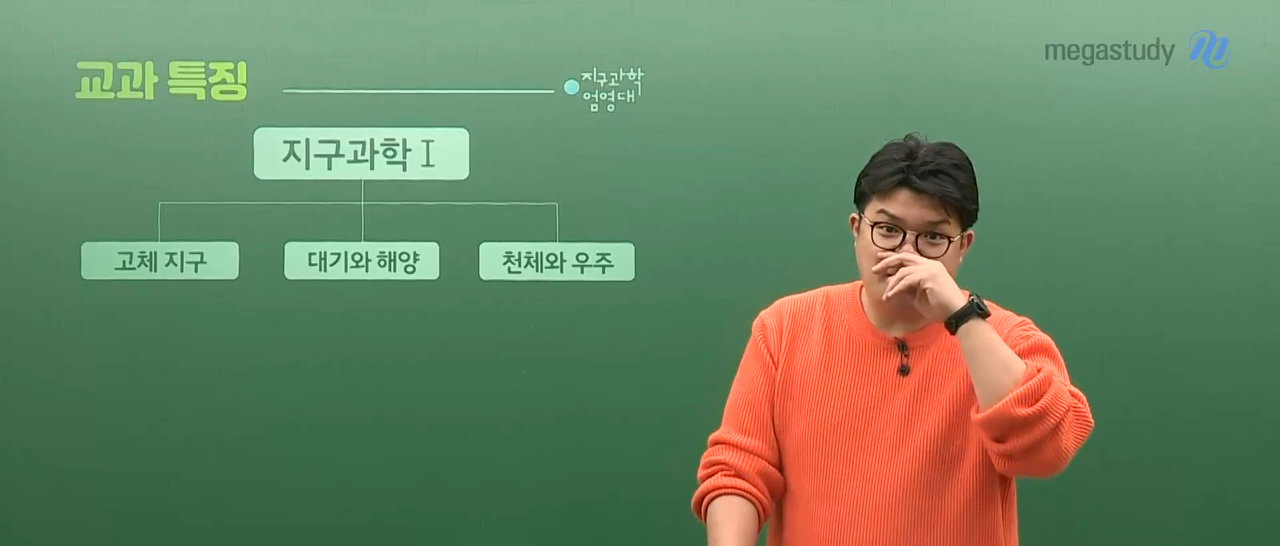 megastudy
교과 특징
지구과학
엄영대
지구과학 I
고체 지구
대기와 해양
천체와 우주